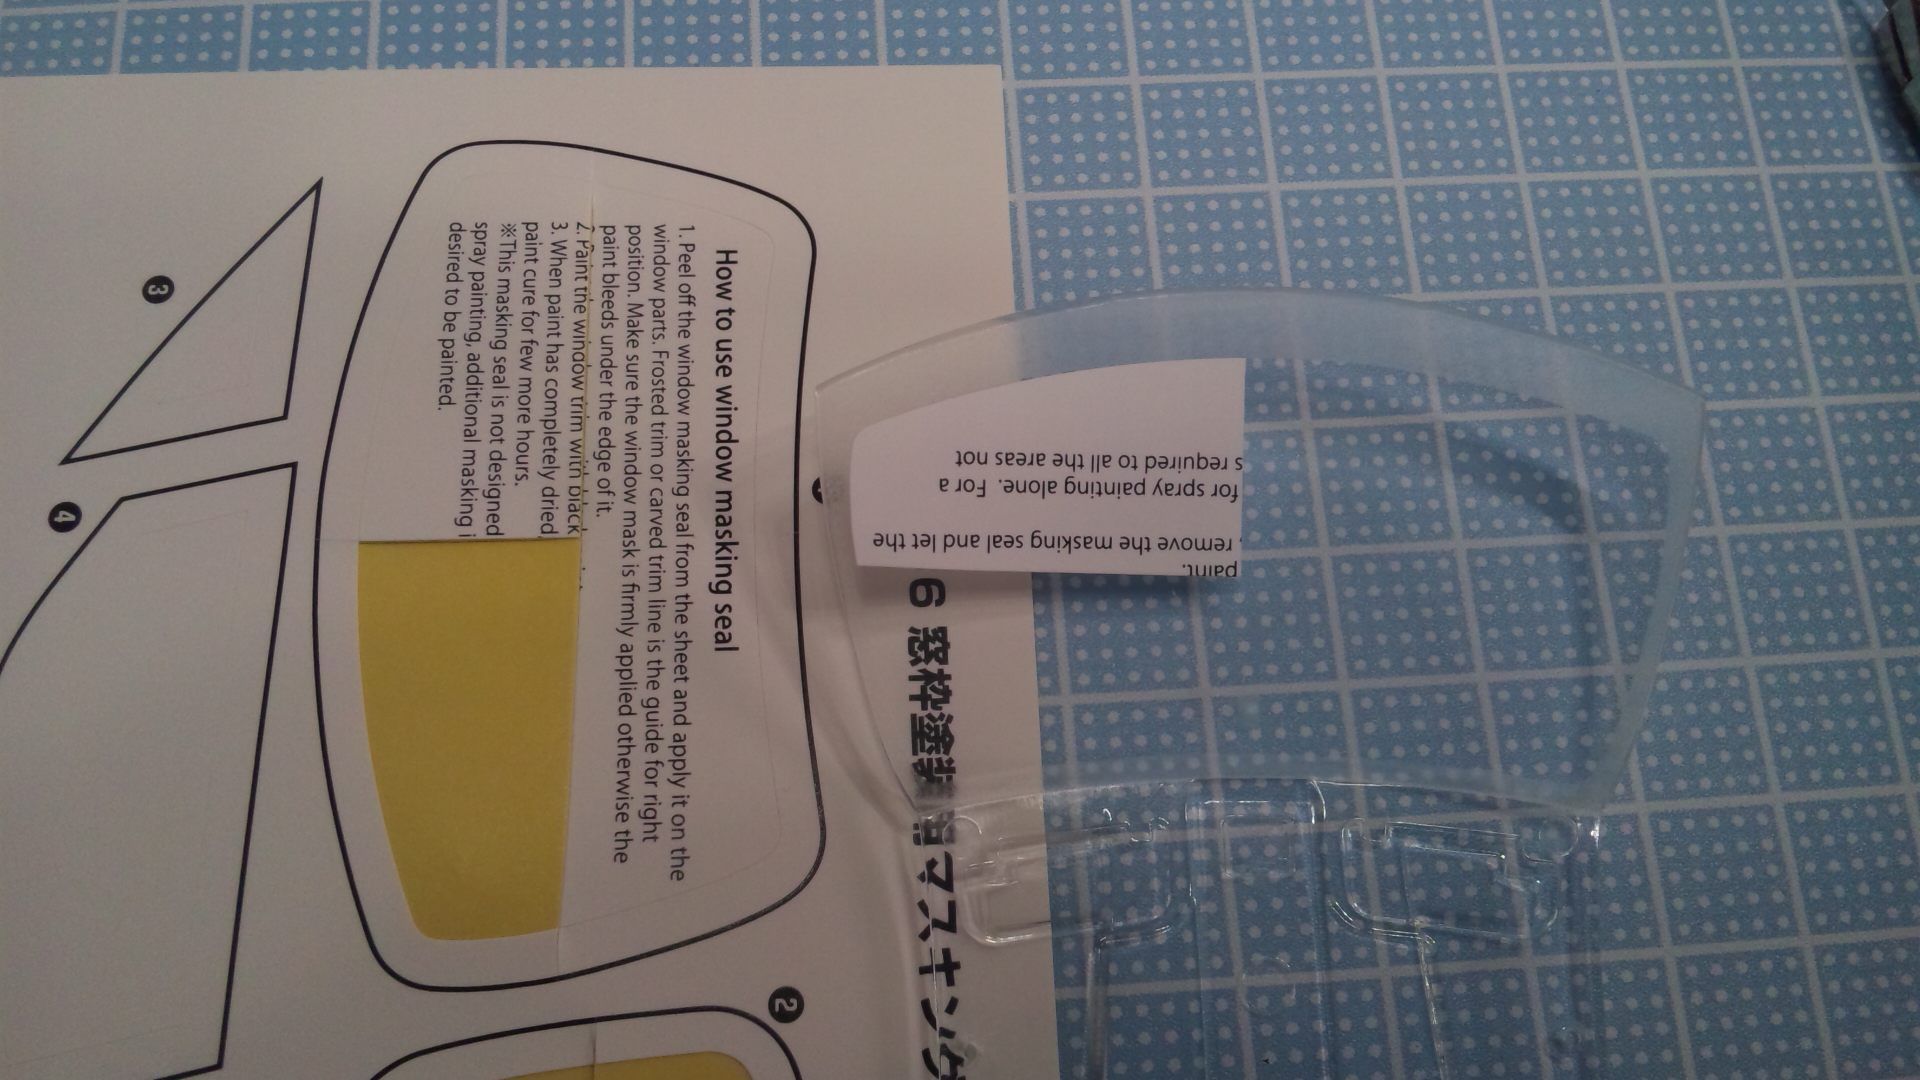 How to use window masking seal
1. Peel off the window masking seal from the sheet and apply it on the
window parts. Frosted trim or carved trim line is the guide for right
position. Make sure the window mask is firmly applied otherwise the
paint bleeds under the edge of it.
2. Paint the window trim with black
3. When paint has completely dried,
paint cure for few more hours.
※This masking seal is not designed
spray painting, additional masking i
desired to be painted.
paint.
, remove the masking seal and let the
for spray painting alone. For a
s required to all the areas not
3
4
2
6 窓枠塗装用マスキング